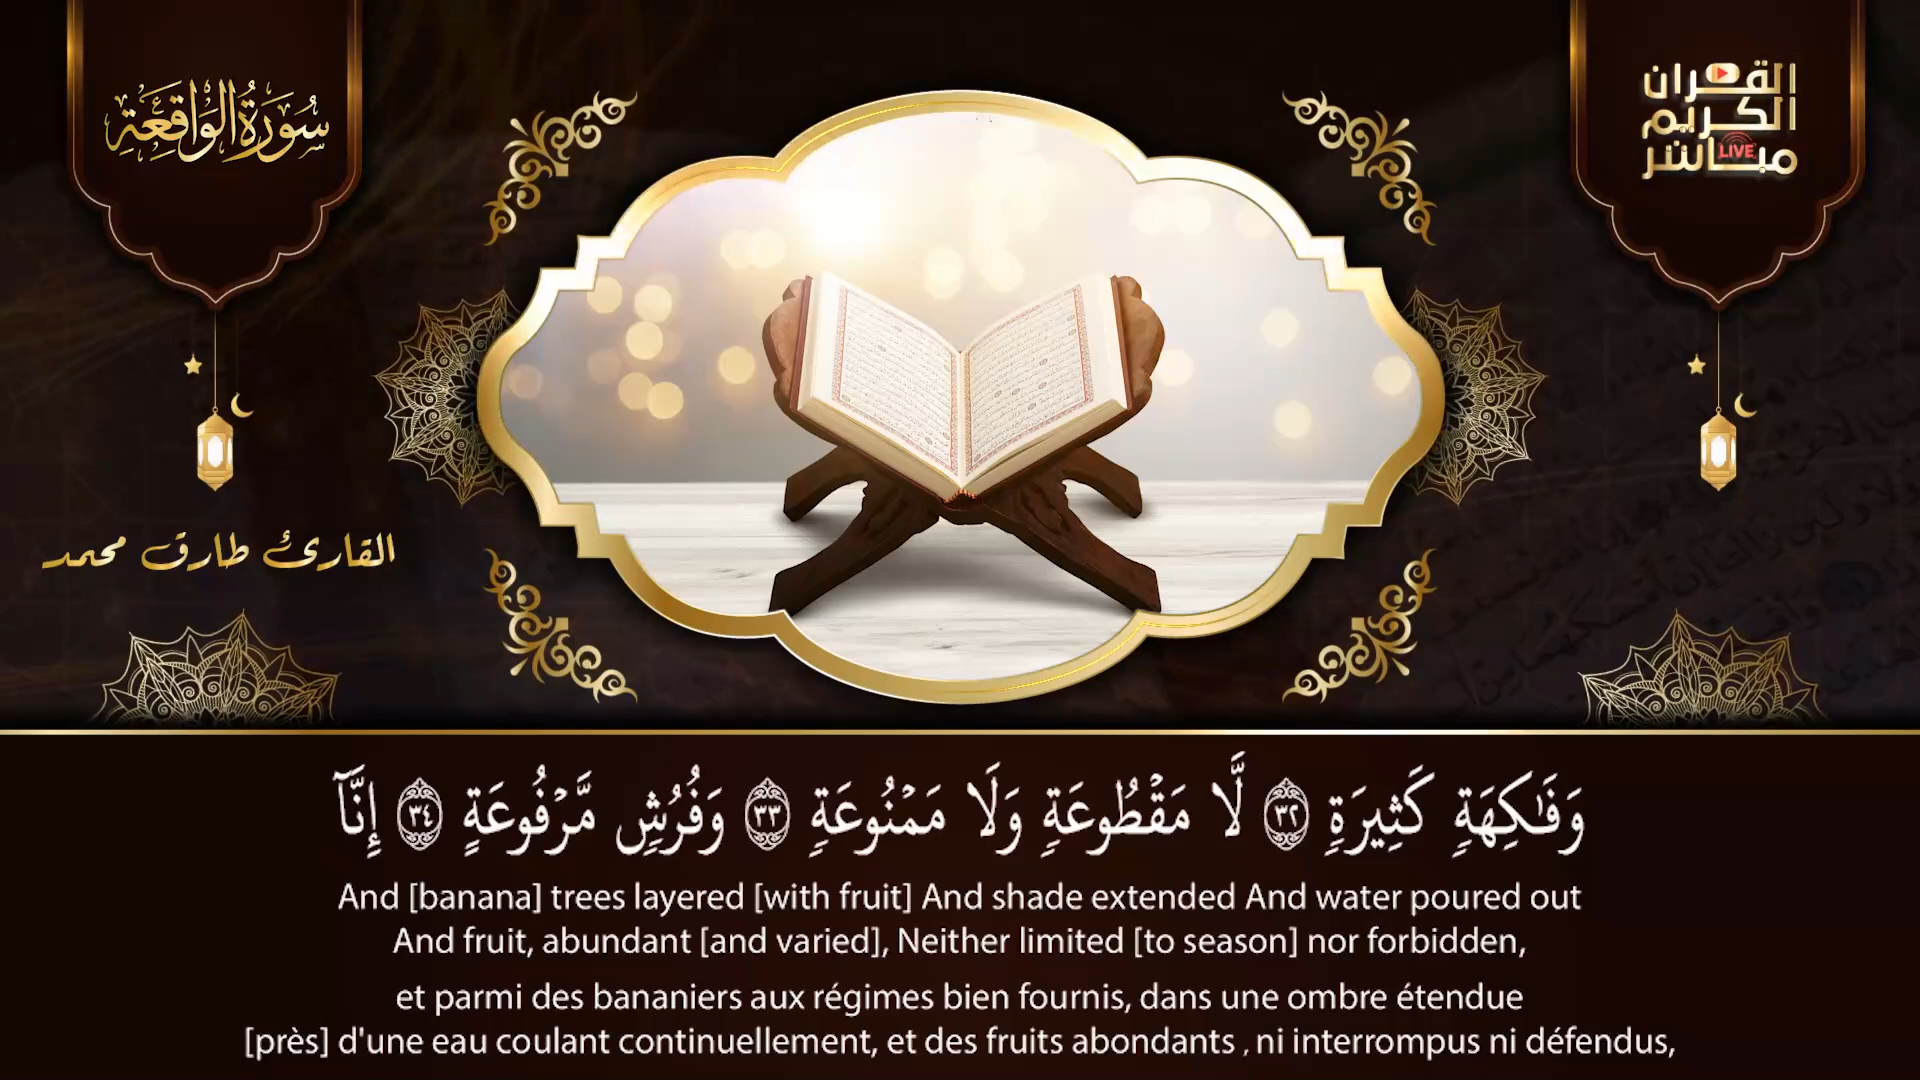 سُورَةُ الوَاقِعَةِ
القرآن
الكريم
مباشر
LIVE
القارئ طارق محمد
وَفَٰكِهَةٖ كَثِيرَةٖ ٣٢ لَّا مَقۡطُوعَةٖ وَلَا مَمۡنُوعَةٖ ٣٣ وَفُرُشٖ مَّرۡفُوعَةٍ ٣٤ إِنَّآ
And [banana] trees layered [with fruit] And shade extended And water poured out
And fruit, abundant [and varied], Neither limited [to season] nor forbidden,
et parmi des bananiers aux régimes bien fournis, dans une ombre étendue
[près] d'une eau coulant continuellement, et des fruits abondants , ni interrompus ni défendus,